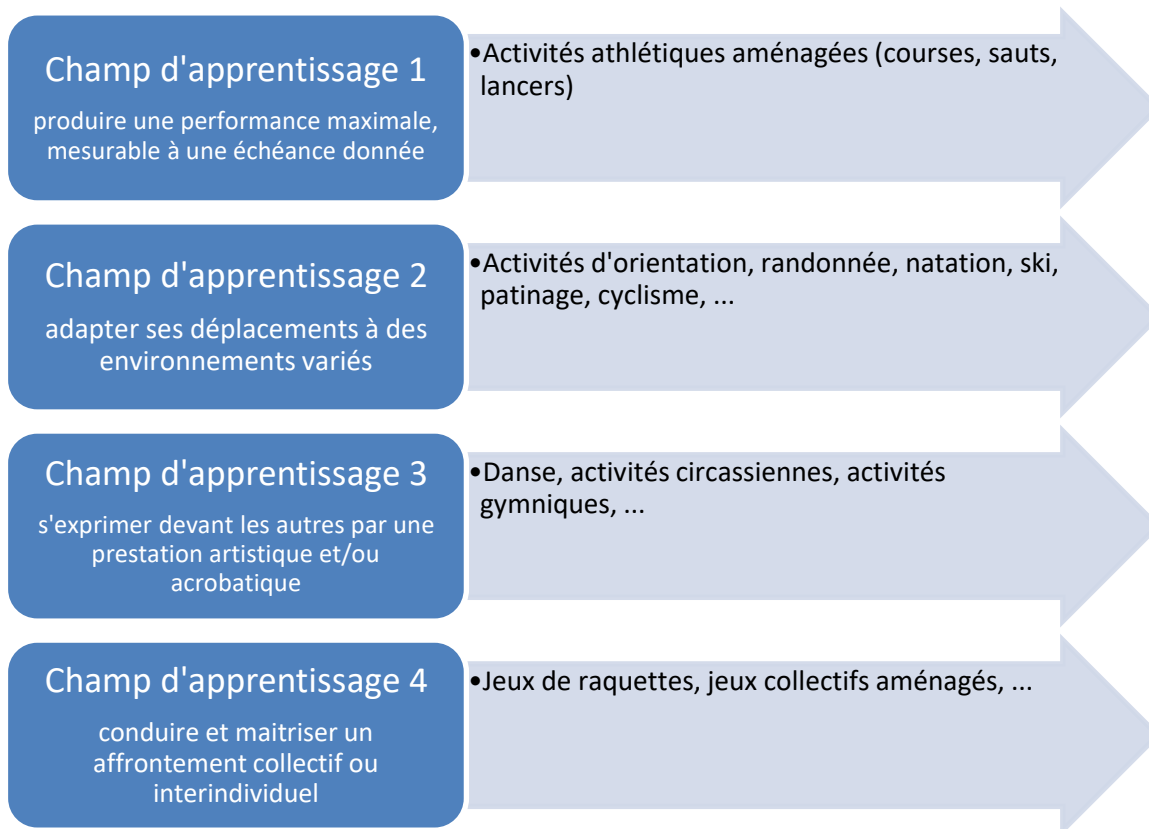 Champ d'apprentissage 1
produire une performance maximale,
mesurable à une échéance donnée
•Activités athlétiques aménagées (courses, sauts,
lancers)
Champ d'apprentissage 2
adapter ses déplacements à des
environnements variés
•Activités d'orientation, randonnée, natation, ski,
patinage, cyclisme, ...
Champ d'apprentissage 3
s'exprimer devant les autres par une
prestation artistique et/ou
acrobatique
•Danse, activités circassiennes, activités
gymniques, ...
Champ d'apprentissage 4
conduire et maitriser un
affrontement collectif ou
interindividuel
•Jeux de raquettes, jeux collectifs aménagés, ...